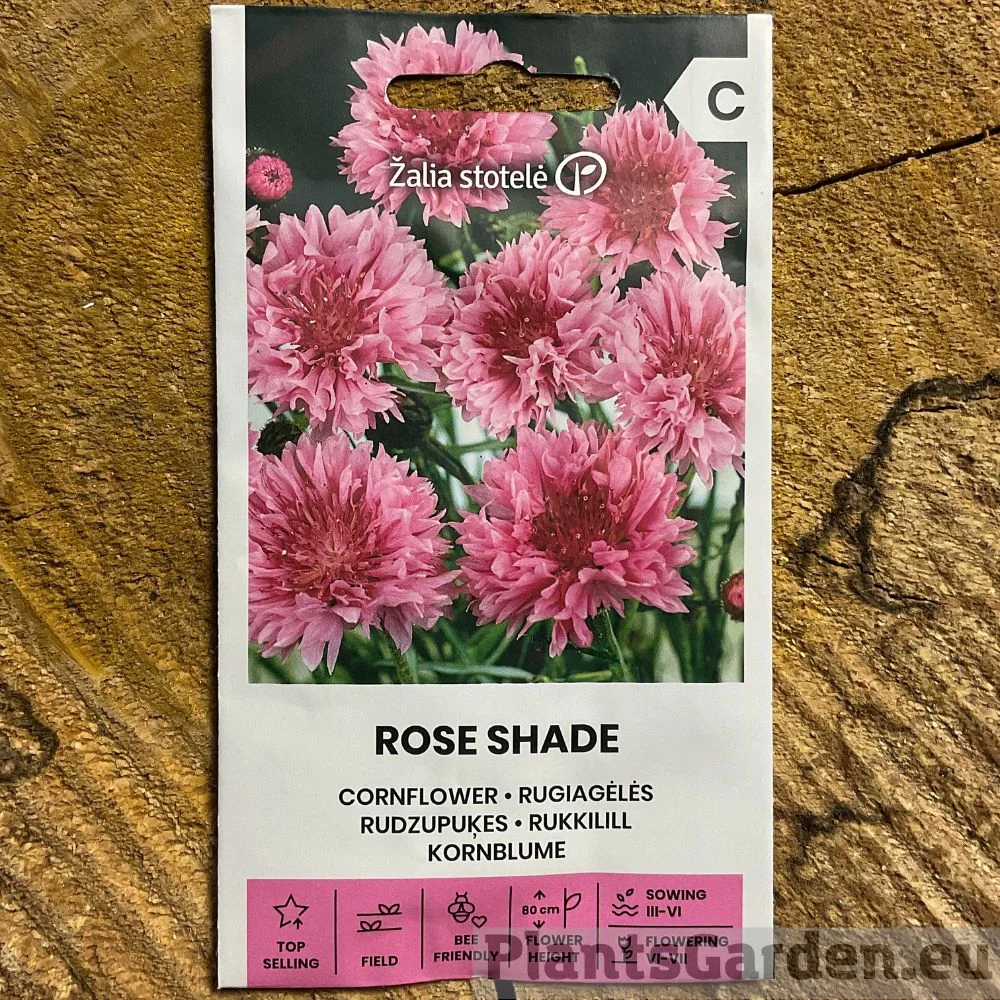 C
Žalia stotelė
ROSE SHADE
CORNFLOWER • RUGIAGĖLĖS
RUDZUPUĶES • RUKKILILL
KORNBLUME
TOP
SELLING
FIELD
BEE
FRIENDLY
80 cm
FLOWER
HEIGHT
SOWING
III-VI
FLOWERING
VI-VII
PlantsGarden.eu